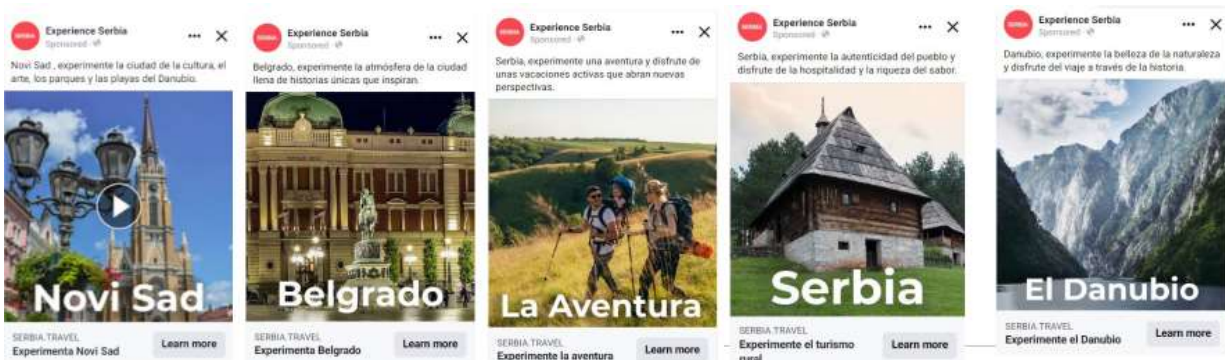 SERBIA
Experience Serbia
Sponsored
Novi Sad , experimente la ciudad de la cultura, el
arte, los parques y las playas del Danubio.
Novi Sad
SERBIA.TRAVEL
Experimenta Novi Sad
Learn more
SERBIA
Experience Serbia
Sponsored
Belgrado, experimente la atmósfera de la ciudad
llena de historias únicas que inspiran.
Belgrado
SERBIA.TRAVEL
Experimenta Belgrado
Learn more
SERBIA
Experience Serbia
Sponsored
Serbia, experimente una aventura y disfrute de
unas vacaciones activas que abran nuevas
perspectivas.
La Aventura
SERBIA.TRAVEL
Experimente la aventura
Learn more
SERBIA
Experience Serbia
Sponsored
Serbia, experimente la autenticidad del pueblo y
disfrute de la hospitalidad y la riqueza del sabor.
Serbia
SERBIA.TRAVEL
Experimente el turismo
rural
Learn more
SERBIA
Experience Serbia
Sponsored
Danubio, experimente la belleza de la naturaleza
y disfrute del viaje a través de la historia.
El Danubio
SERBIA.TRAVEL
Experimente el Danubio
Learn more